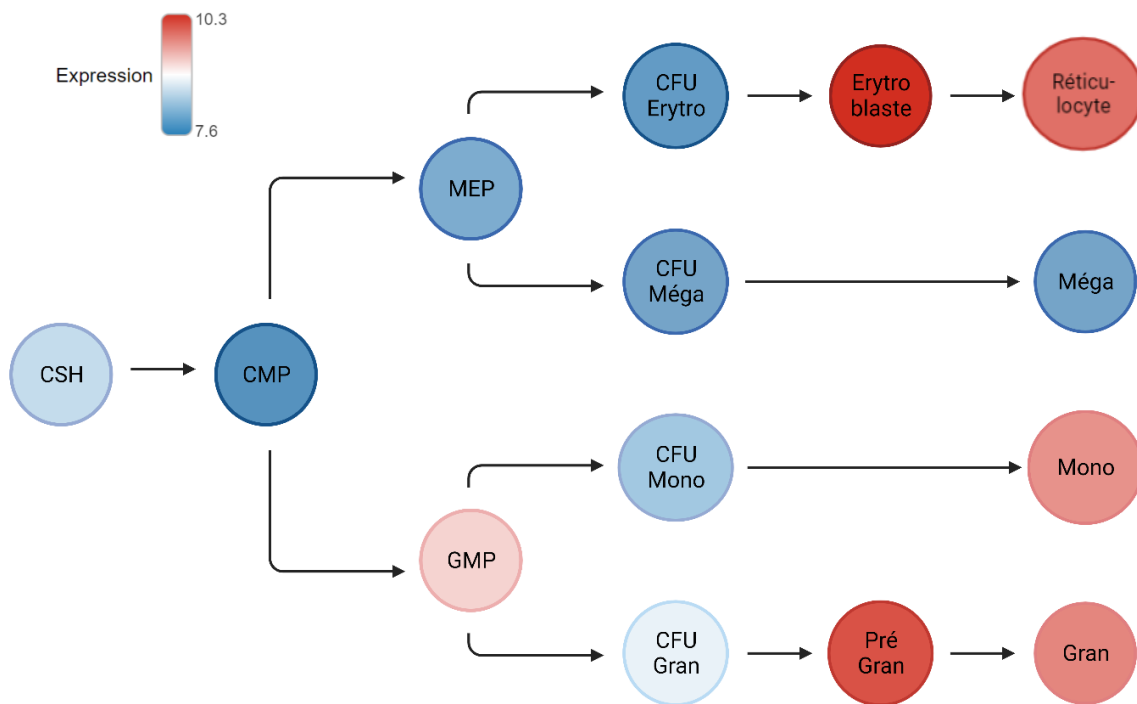 10.3
Expression
7.6
CFU
Erytro
Erytro
blaste
Réticu-
locyte
MEP
CFU
Méga
Méga
CSH
CMP
CFU
Mono
Mono
GMP
CFU
Gran
Pré
Gran
Gran